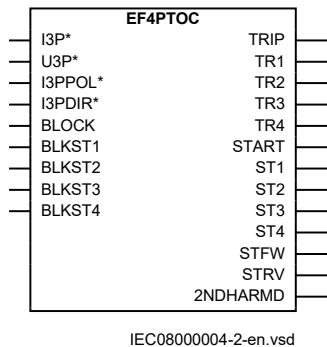 EF4PTOC
I3P* TRIP
U3P* TR1
I3PPOL* TR2
I3PDIR* TR3
BLOCK TR4
BLKST1 START
BLKST2 ST1
BLKST3 ST2
BLKST4 ST3
ST4
STFW
STRV
2NDHARMD
IEC08000004-2-en.vsd